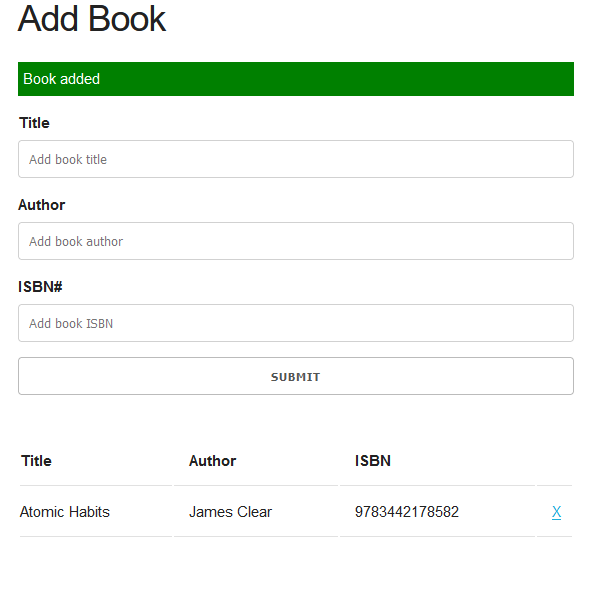 Add Book
Book added
Title
Add book title
Author
Add book author
ISBN#
Add book ISBN
SUBMIT
Title Author ISBN
Atomic Habits James Clear 9783442178582 X